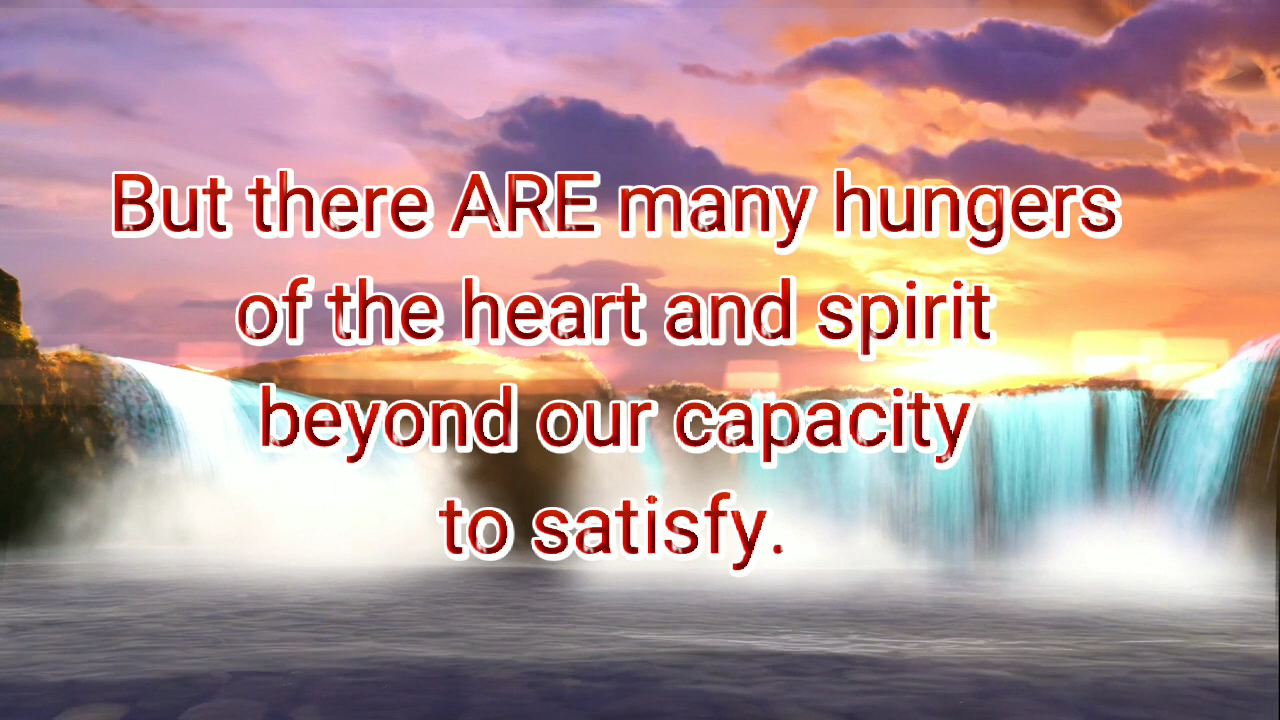 But there ARE many hungers
of the heart and spirit
beyond our capacity
to satisfy.